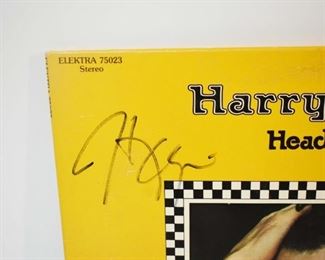 ELEKTRA 75023
Stereo
Harry
Head